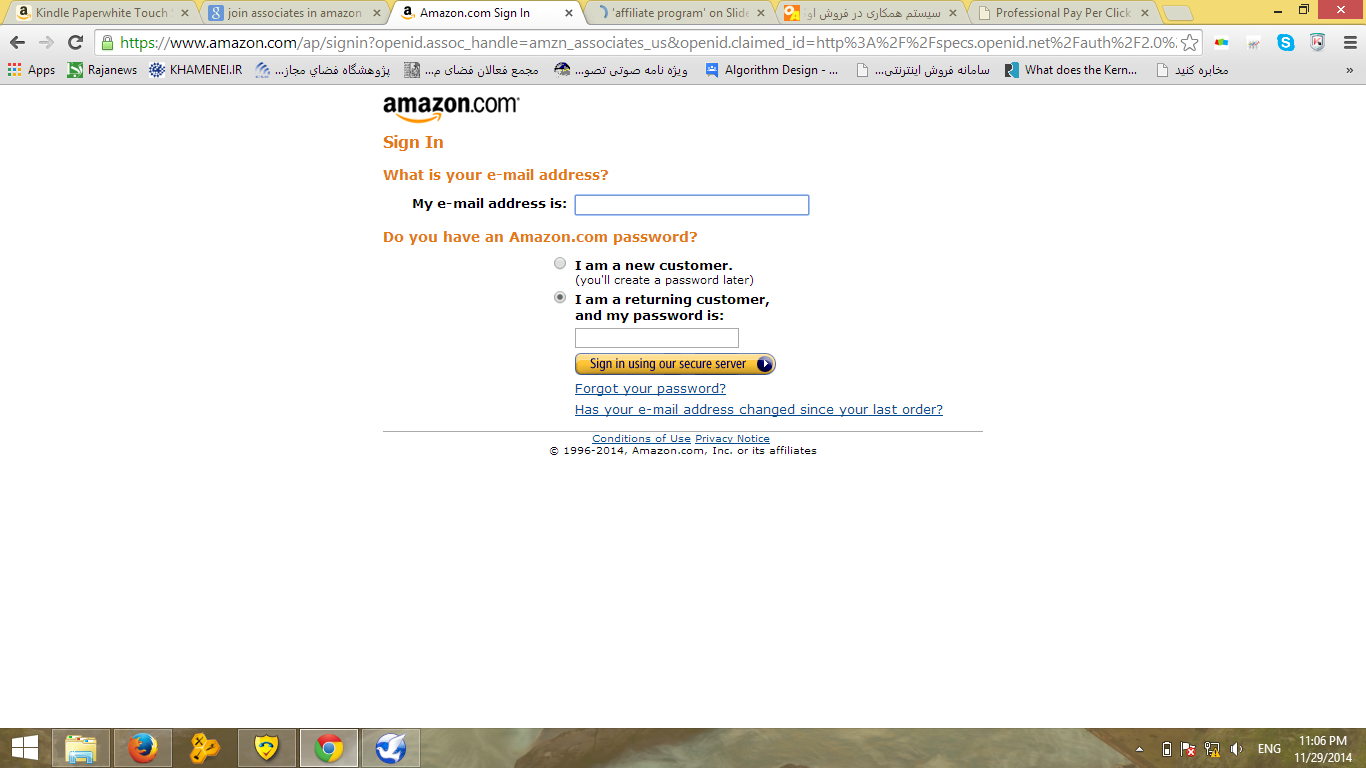 Kindle Paperwhite Touch
join associates in amazon
Amazon.com Sign In
'affiliate program' on Slide
سیستم همکاری در فروش او
Professional Pay Per Click
https://www.amazon.com/ap/signin?openid.assoc_handle=amzn_associates_us&openid.claimed_id=http%3A%2F%2Fspecs.openid.net%2Fauth%2F2.0%
Apps
Rajanews
KHAMENEI.IR
پژوهشگاه فضاي مجاز...
مجمع فعالان فضای م...
ویژه نامه صوتی تصو...
Algorithm Design - ...
سامانه فروش اینترنتی...
What does the Kern...
مخابره کنید
»
amazon.com
Sign In
What is your e-mail address?
My e-mail address is:
Do you have an Amazon.com password?
I am a new customer.
(you'll create a password later)
I am a returning customer,
and my password is:
Sign in using our secure server
Forgot your password?
Has your e-mail address changed since your last order?
Conditions of Use Privacy Notice
© 1996-2014, Amazon.com, Inc. or its affiliates
ENG
11:06 PM
11/29/2014